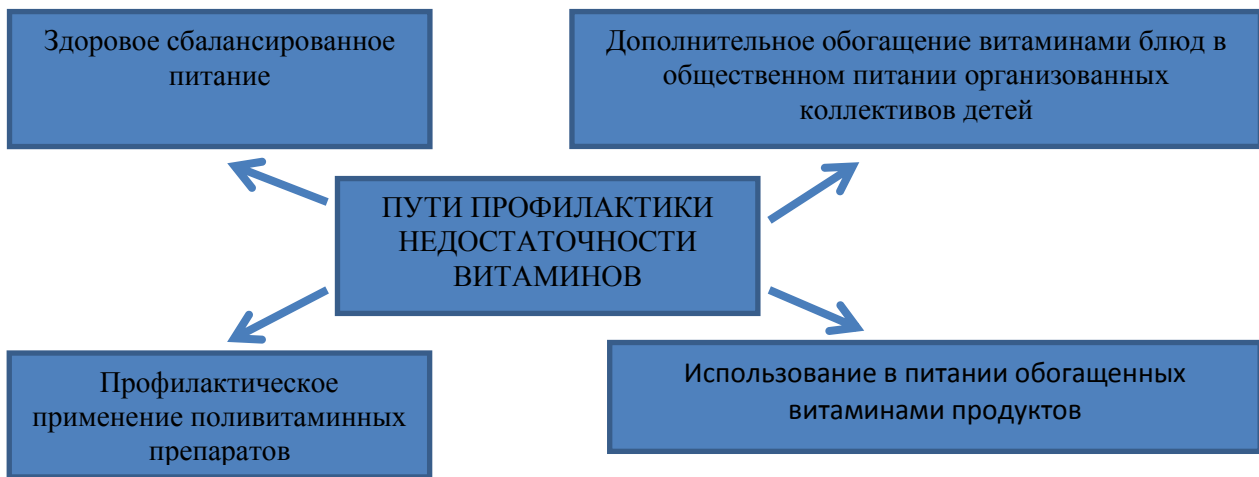 Здоровое сбалансированное
питание
Дополнительное обогащение витаминами блюд в
общественном питании организованных
коллективов детей
ПУТИ ПРОФИЛАКТИКИ
НЕДОСТАТОЧНОСТИ
ВИТАМИНОВ
Профилактическое
применение поливитаминных
препаратов
Использование в питании обогащенных
витаминами продуктов